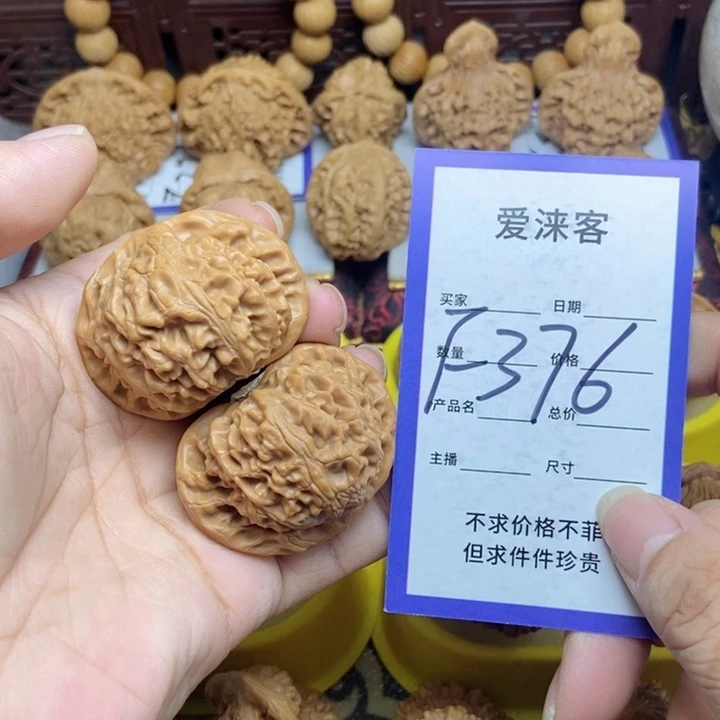 爱涞客
买家 日期
数量 价格
F376
产品名 总价
主播 尺寸
不求价格不菲
但求件件珍贵